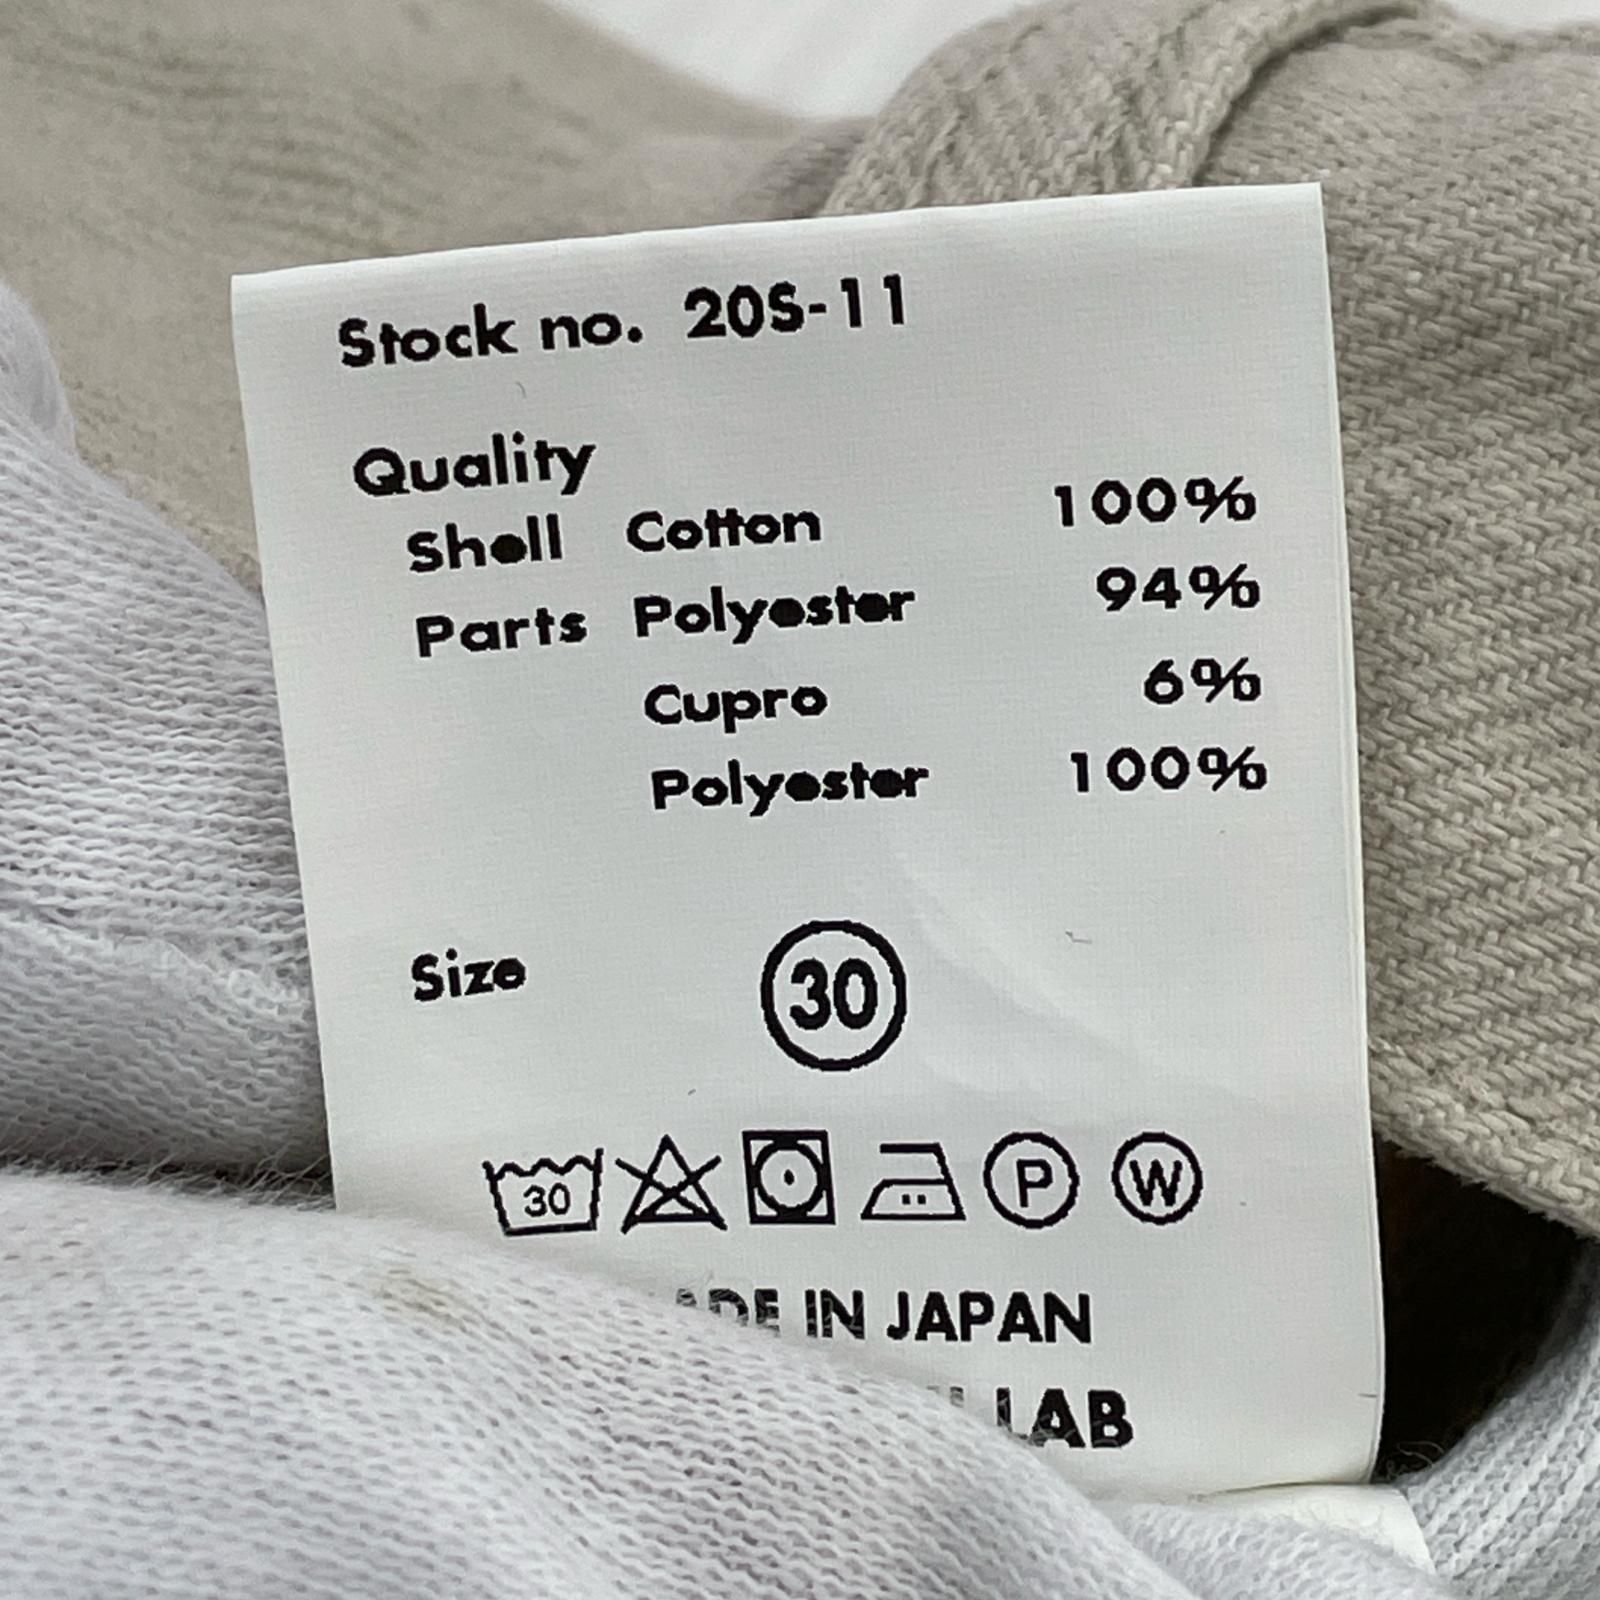 Stock no. 20S-11
Quality
Shell Cotton 100%
Parts Polyester 94%
Cupro 6%
Polyester 100%
Size 30
30 P W
IN JAPAN
LAB